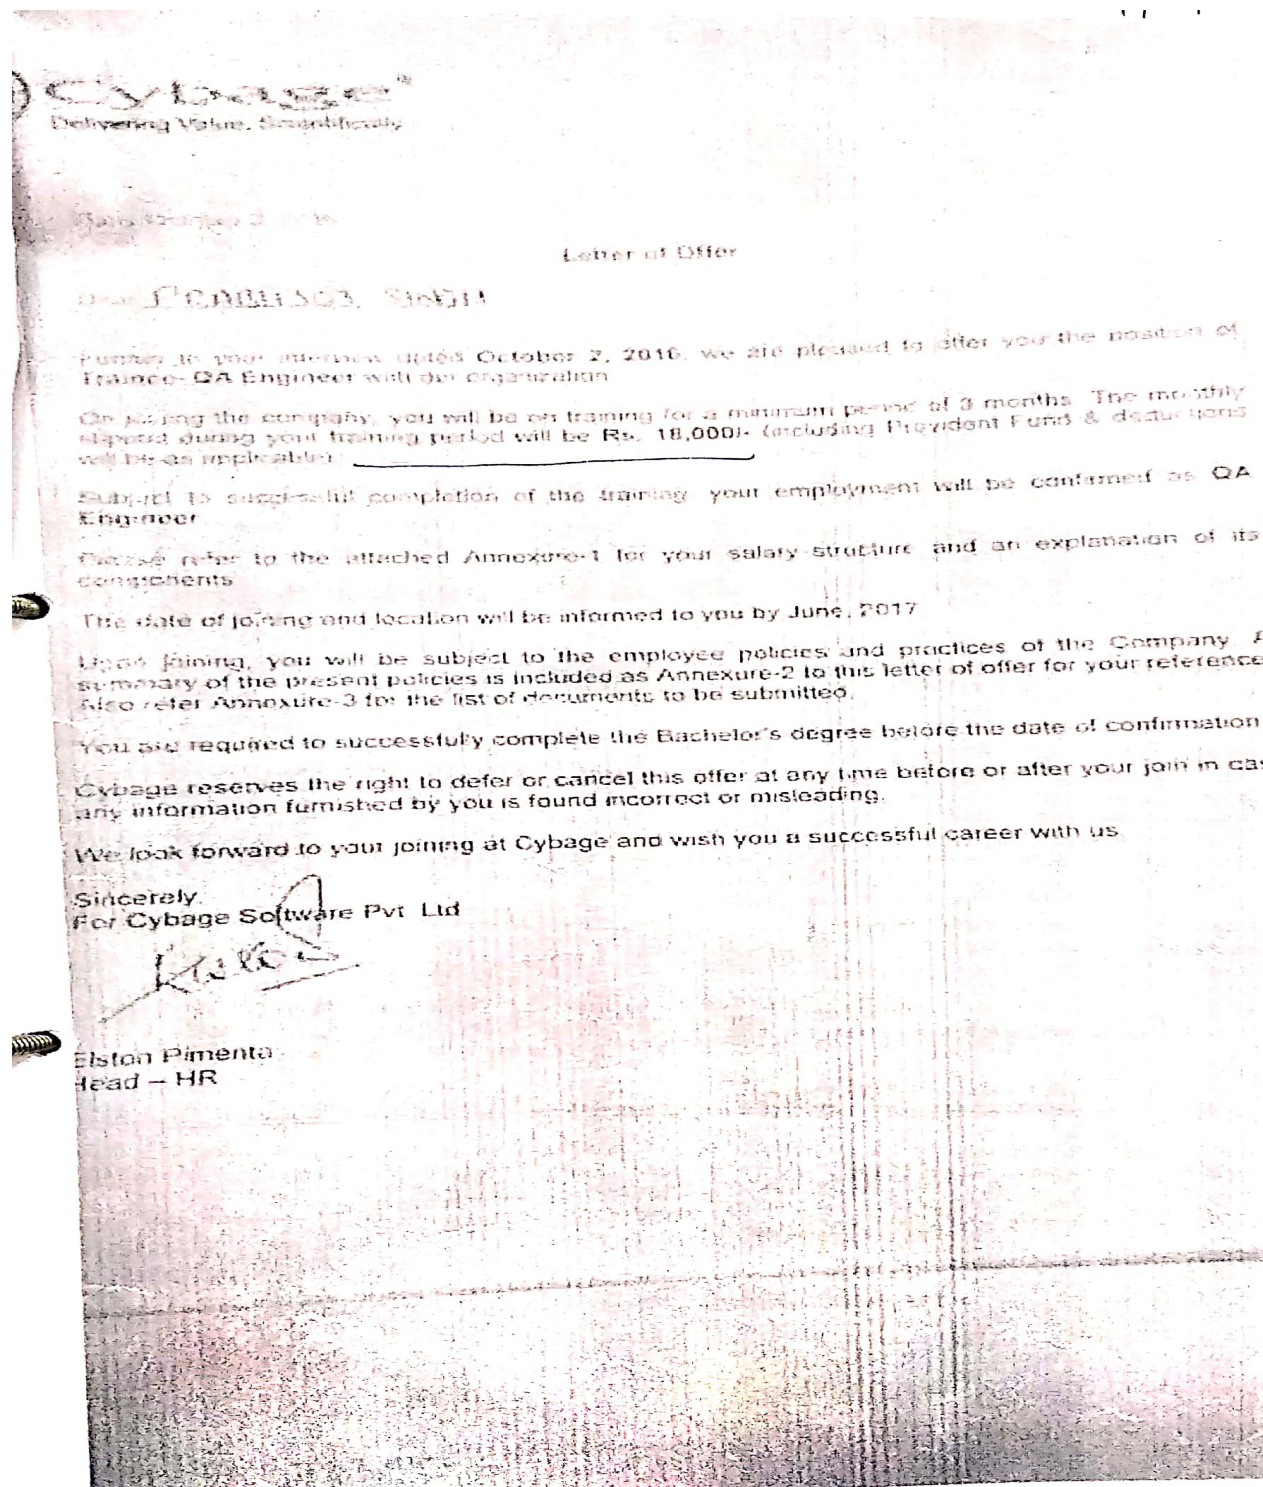 Cybage
Delivering Value, Scientifically
Letter of Offer
Dear SINGH
Further to your interview dated October 2, 2016, we are pleased to offer you the position of
Trainee- QA Engineer with our organization
On joining the company, you will be on training for a minimum period of 3 months. The monthly
stipend during your training period will be Rs. 18,000/- (including Provident Fund & deductions
will be as applicable)
Subject to successful completion of the training, your employment will be confirmed as QA
Engineer
Please refer to the attached Annexure-1 for your salary structure and an explanation of its
components
The date of joining and location will be informed to you by June, 2017
Upon joining, you will be subject to the employee policies and practices of the Company. A
summary of the present policies is included as Annexure-2 to this letter of offer for your reference
Also refer Annexure-3 for the list of documents to be submitted.
You are required to successfully complete the Bachelor's degree before the date of confirmation
Cybage reserves the right to defer or cancel this offer at any time before or after your join in cas
any information furnished by you is found incorrect or misleading.
We look forward to your joining at Cybage and wish you a successful career with us
Sincerely,
For Cybage Software Pvt Ltd
Elston Pimenta
Head – HR